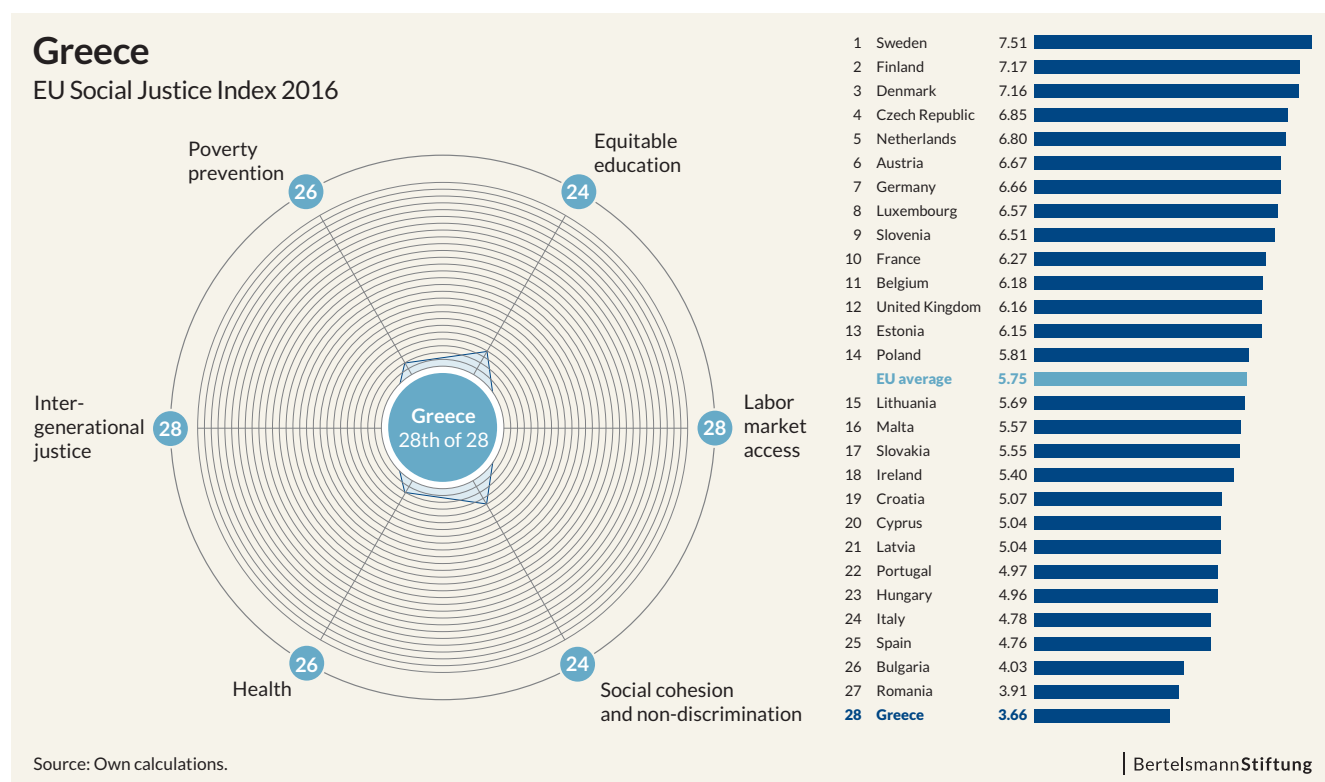 Greece
EU Social Justice Index 2016
Poverty
prevention
26
Equitable
education
24
Inter-
generational
justice
28
Greece
28th of 28
28
Labor
market
access
26
Health
24
Social cohesion
and non-discrimination
1 Sweden 7.51
2 Finland 7.17
3 Denmark 7.16
4 Czech Republic 6.85
5 Netherlands 6.80
6 Austria 6.67
7 Germany 6.66
8 Luxembourg 6.57
9 Slovenia 6.51
10 France 6.27
11 Belgium 6.18
12 United Kingdom 6.16
13 Estonia 6.15
14 Poland 5.81
EU average 5.75
15 Lithuania 5.69
16 Malta 5.57
17 Slovakia 5.55
18 Ireland 5.40
19 Croatia 5.07
20 Cyprus 5.04
21 Latvia 5.04
22 Portugal 4.97
23 Hungary 4.96
24 Italy 4.78
25 Spain 4.76
26 Bulgaria 4.03
27 Romania 3.91
28 Greece 3.66
Source: Own calculations.
BertelsmannStiftung